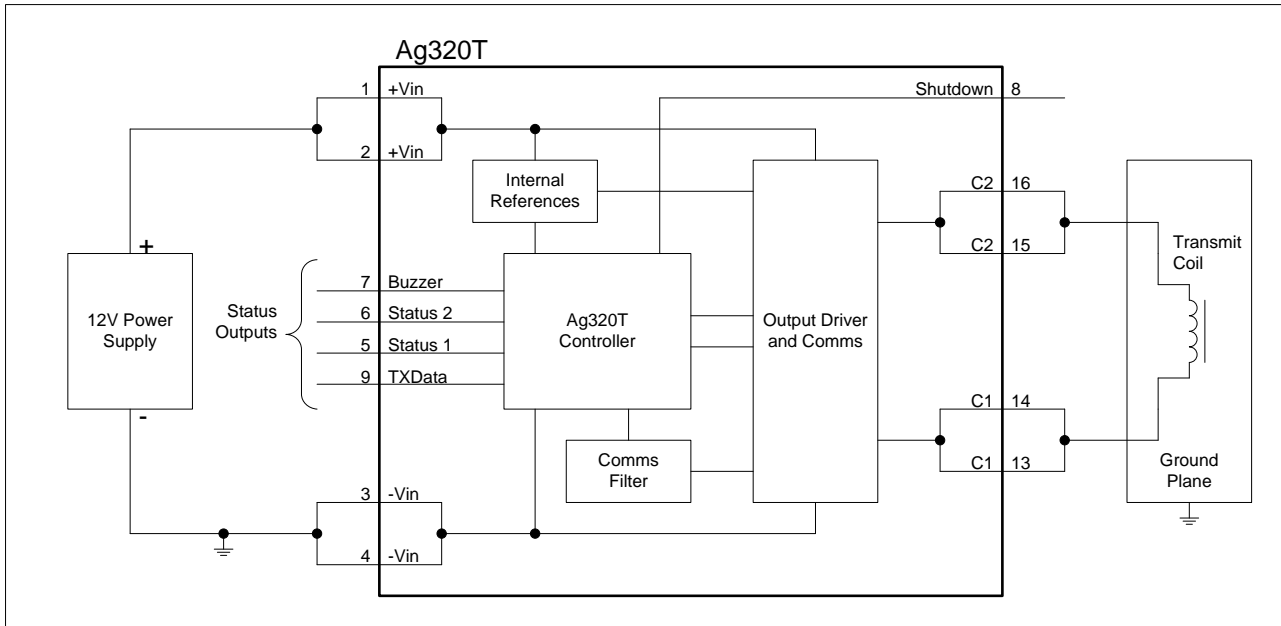 Ag320T
1 +Vin
Shutdown 8
2 +Vin
Internal
References
C2 16
C2 15
Transmit
Coil
+
12V Power
Supply
-
Status
Outputs
7 Buzzer
6 Status 2
5 Status 1
9 TXData
Ag320T
Controller
Output Driver
and Comms
C1 14
C1 13
Comms
Filter
Ground
Plane
3 -Vin
4 -Vin